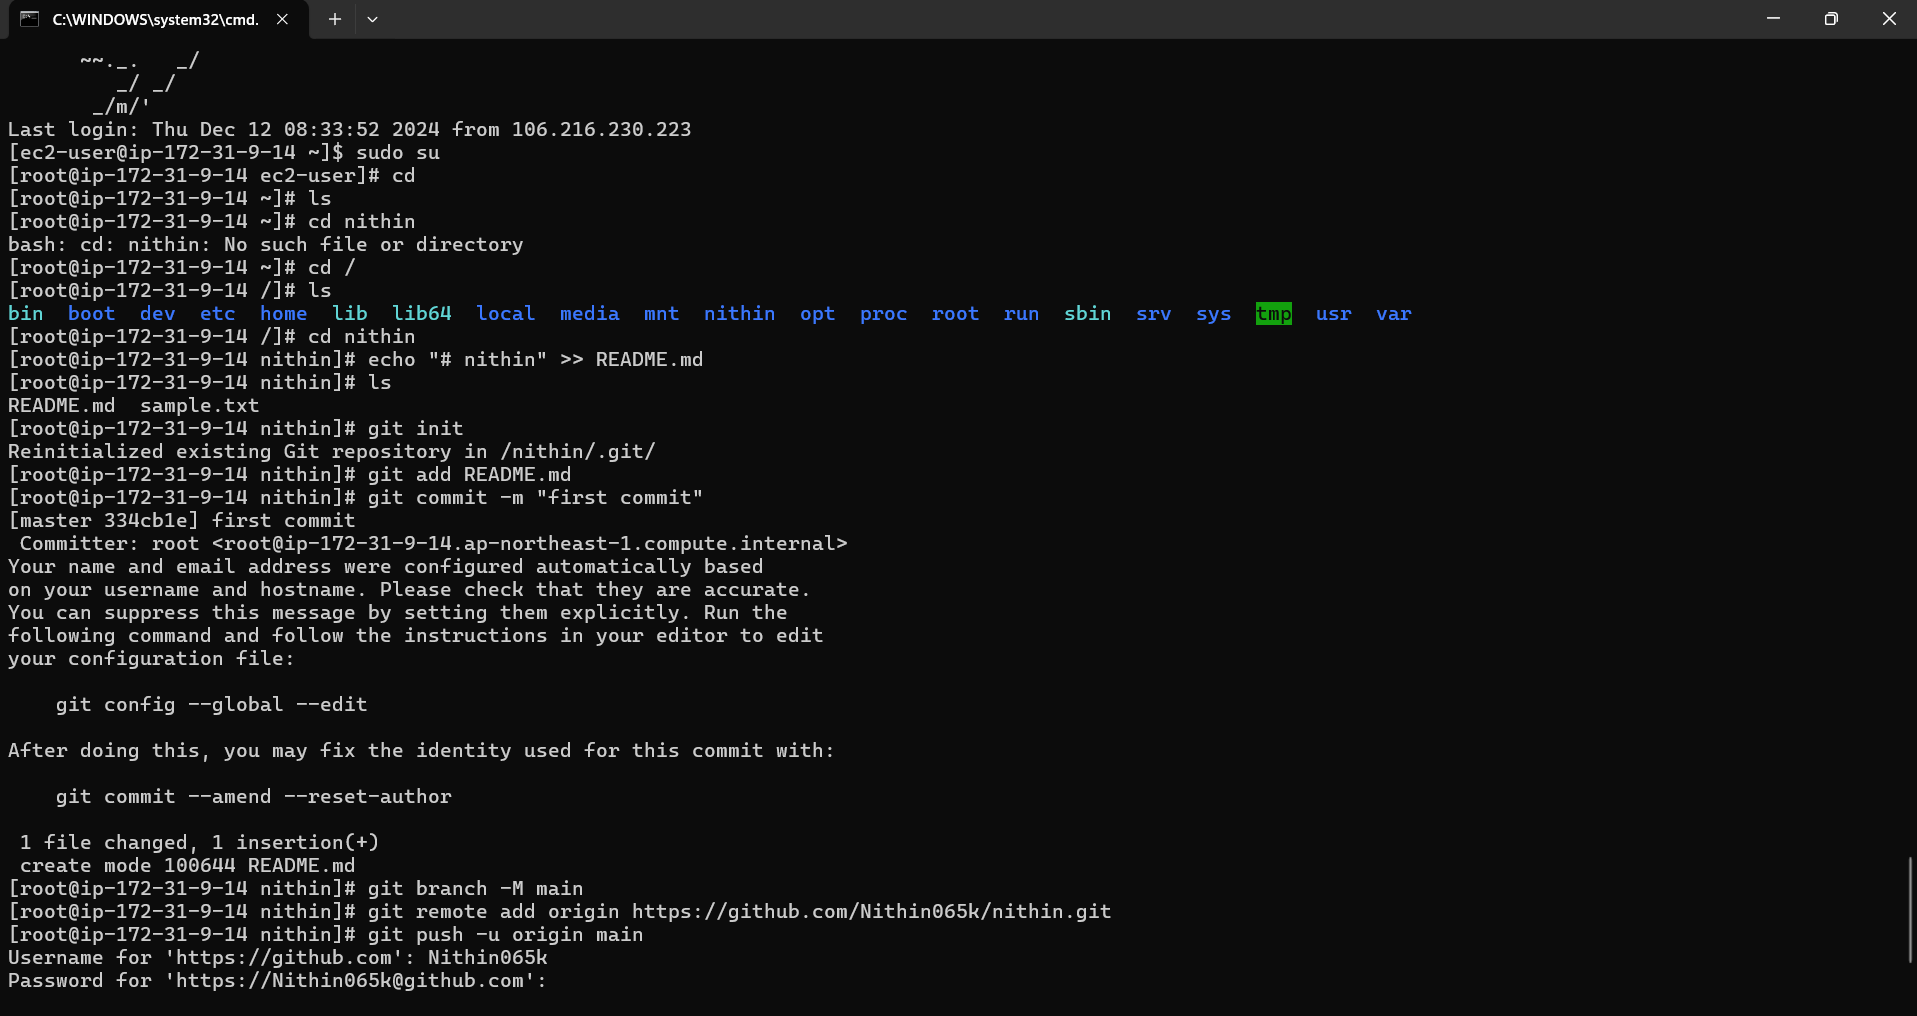 C:\WINDOWS\system32\cmd.
~~._.   _/
_/ _/
_/m/'
Last login: Thu Dec 12 08:33:52 2024 from 106.216.230.223
[ec2-user@ip-172-31-9-14 ~]$ sudo su
[root@ip-172-31-9-14 ec2-user]# cd
[root@ip-172-31-9-14 ~]# ls
[root@ip-172-31-9-14 ~]# cd nithin
bash: cd: nithin: No such file or directory
[root@ip-172-31-9-14 ~]# cd /
[root@ip-172-31-9-14 /]# ls
bin  boot  dev  etc  home  lib  lib64  local  media  mnt  nithin  opt  proc  root  run  sbin  srv  sys  tmp  usr  var
[root@ip-172-31-9-14 /]# cd nithin
[root@ip-172-31-9-14 nithin]# echo "# nithin" >> README.md
[root@ip-172-31-9-14 nithin]# ls
README.md  sample.txt
[root@ip-172-31-9-14 nithin]# git init
Reinitialized existing Git repository in /nithin/.git/
[root@ip-172-31-9-14 nithin]# git add README.md
[root@ip-172-31-9-14 nithin]# git commit -m "first commit"
[master 334cb1e] first commit
 Committer: root <root@ip-172-31-9-14.ap-northeast-1.compute.internal>
Your name and email address were configured automatically based
on your username and hostname. Please check that they are accurate.
You can suppress this message by setting them explicitly. Run the
following command and follow the instructions in your editor to edit
your configuration file:
    git config --global --edit
After doing this, you may fix the identity used for this commit with:
    git commit --amend --reset-author
 1 file changed, 1 insertion(+)
 create mode 100644 README.md
[root@ip-172-31-9-14 nithin]# git branch -M main
[root@ip-172-31-9-14 nithin]# git remote add origin https://github.com/Nithin065k/nithin.git
[root@ip-172-31-9-14 nithin]# git push -u origin main
Username for 'https://github.com': Nithin065k
Password for 'https://Nithin065k@github.com':